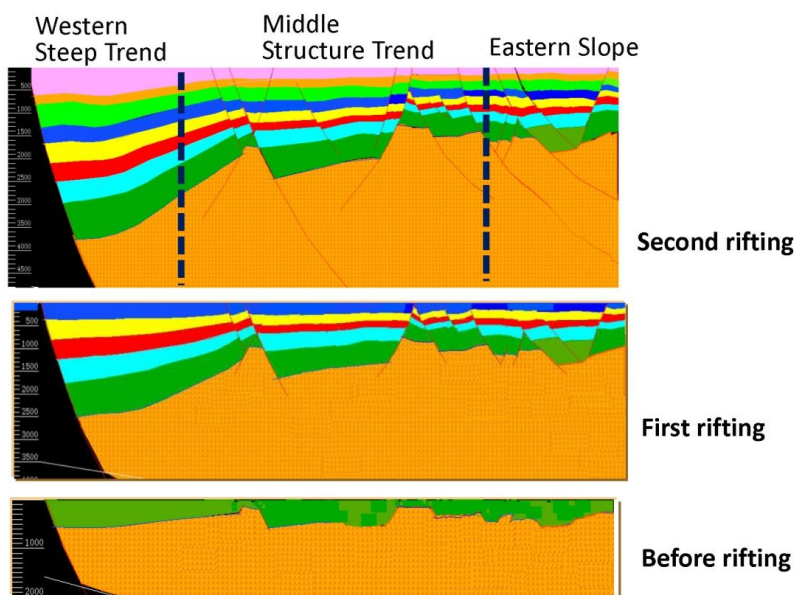 Western
Steep Trend
Middle
Structure Trend
Eastern Slope
500
1000
1500
2000
2500
3000
3500
4000
4500
Second rifting
500
1000
1500
2000
2500
3000
3500
First rifting
1000
2000
Before rifting